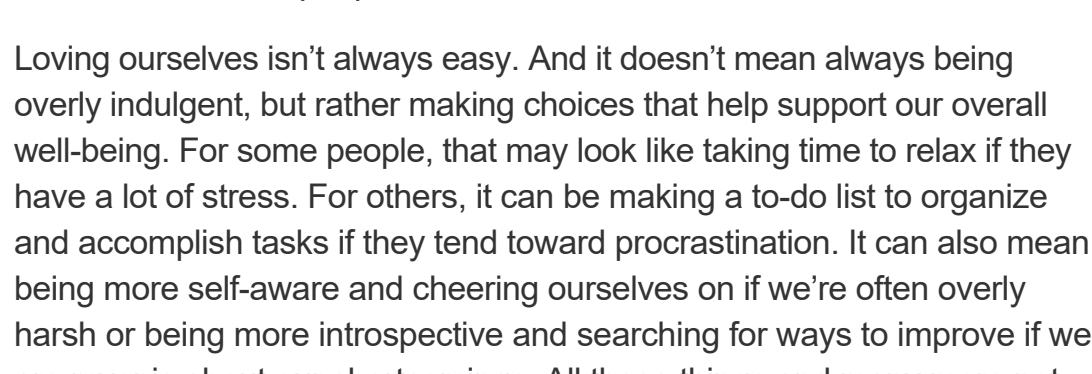 Loving ourselves isn’t always easy. And it doesn’t mean always being
overly indulgent, but rather making choices that help support our overall
well-being. For some people, that may look like taking time to relax if they
have a lot of stress. For others, it can be making a to-do list to organize
and accomplish tasks if they tend toward procrastination. It can also mean
being more self-aware and cheering ourselves on if we’re often overly
harsh or being more introspective and searching for ways to improve if we